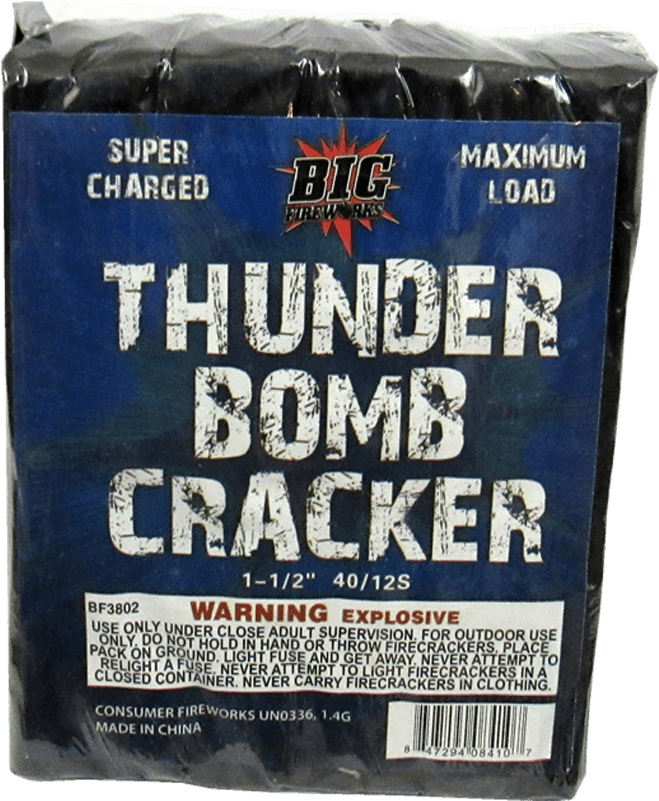 SUPER
CHARGED
BIG
FIREWORKS
MAXIMUM
LOAD
THUNDER
BOMB
CRACKER
1-1/2" 40/12S
BF3802
WARNING EXPLOSIVE
USE ONLY UNDER CLOSE ADULT SUPERVISION. FOR OUTDOOR USE
ONLY. DO NOT HOLD IN HAND OR THROW FIRECRACKERS. PLACE
PACK ON GROUND. LIGHT FUSE AND GET AWAY. NEVER ATTEMPT TO
RELIGHT A FUSE. NEVER ATTEMPT TO LIGHT FIRECRACKERS IN A
CLOSED CONTAINER. NEVER CARRY FIRECRACKERS IN CLOTHING.
CONSUMER FIREWORKS UN0336, 1.4G
MADE IN CHINA
8 47294 08410 7